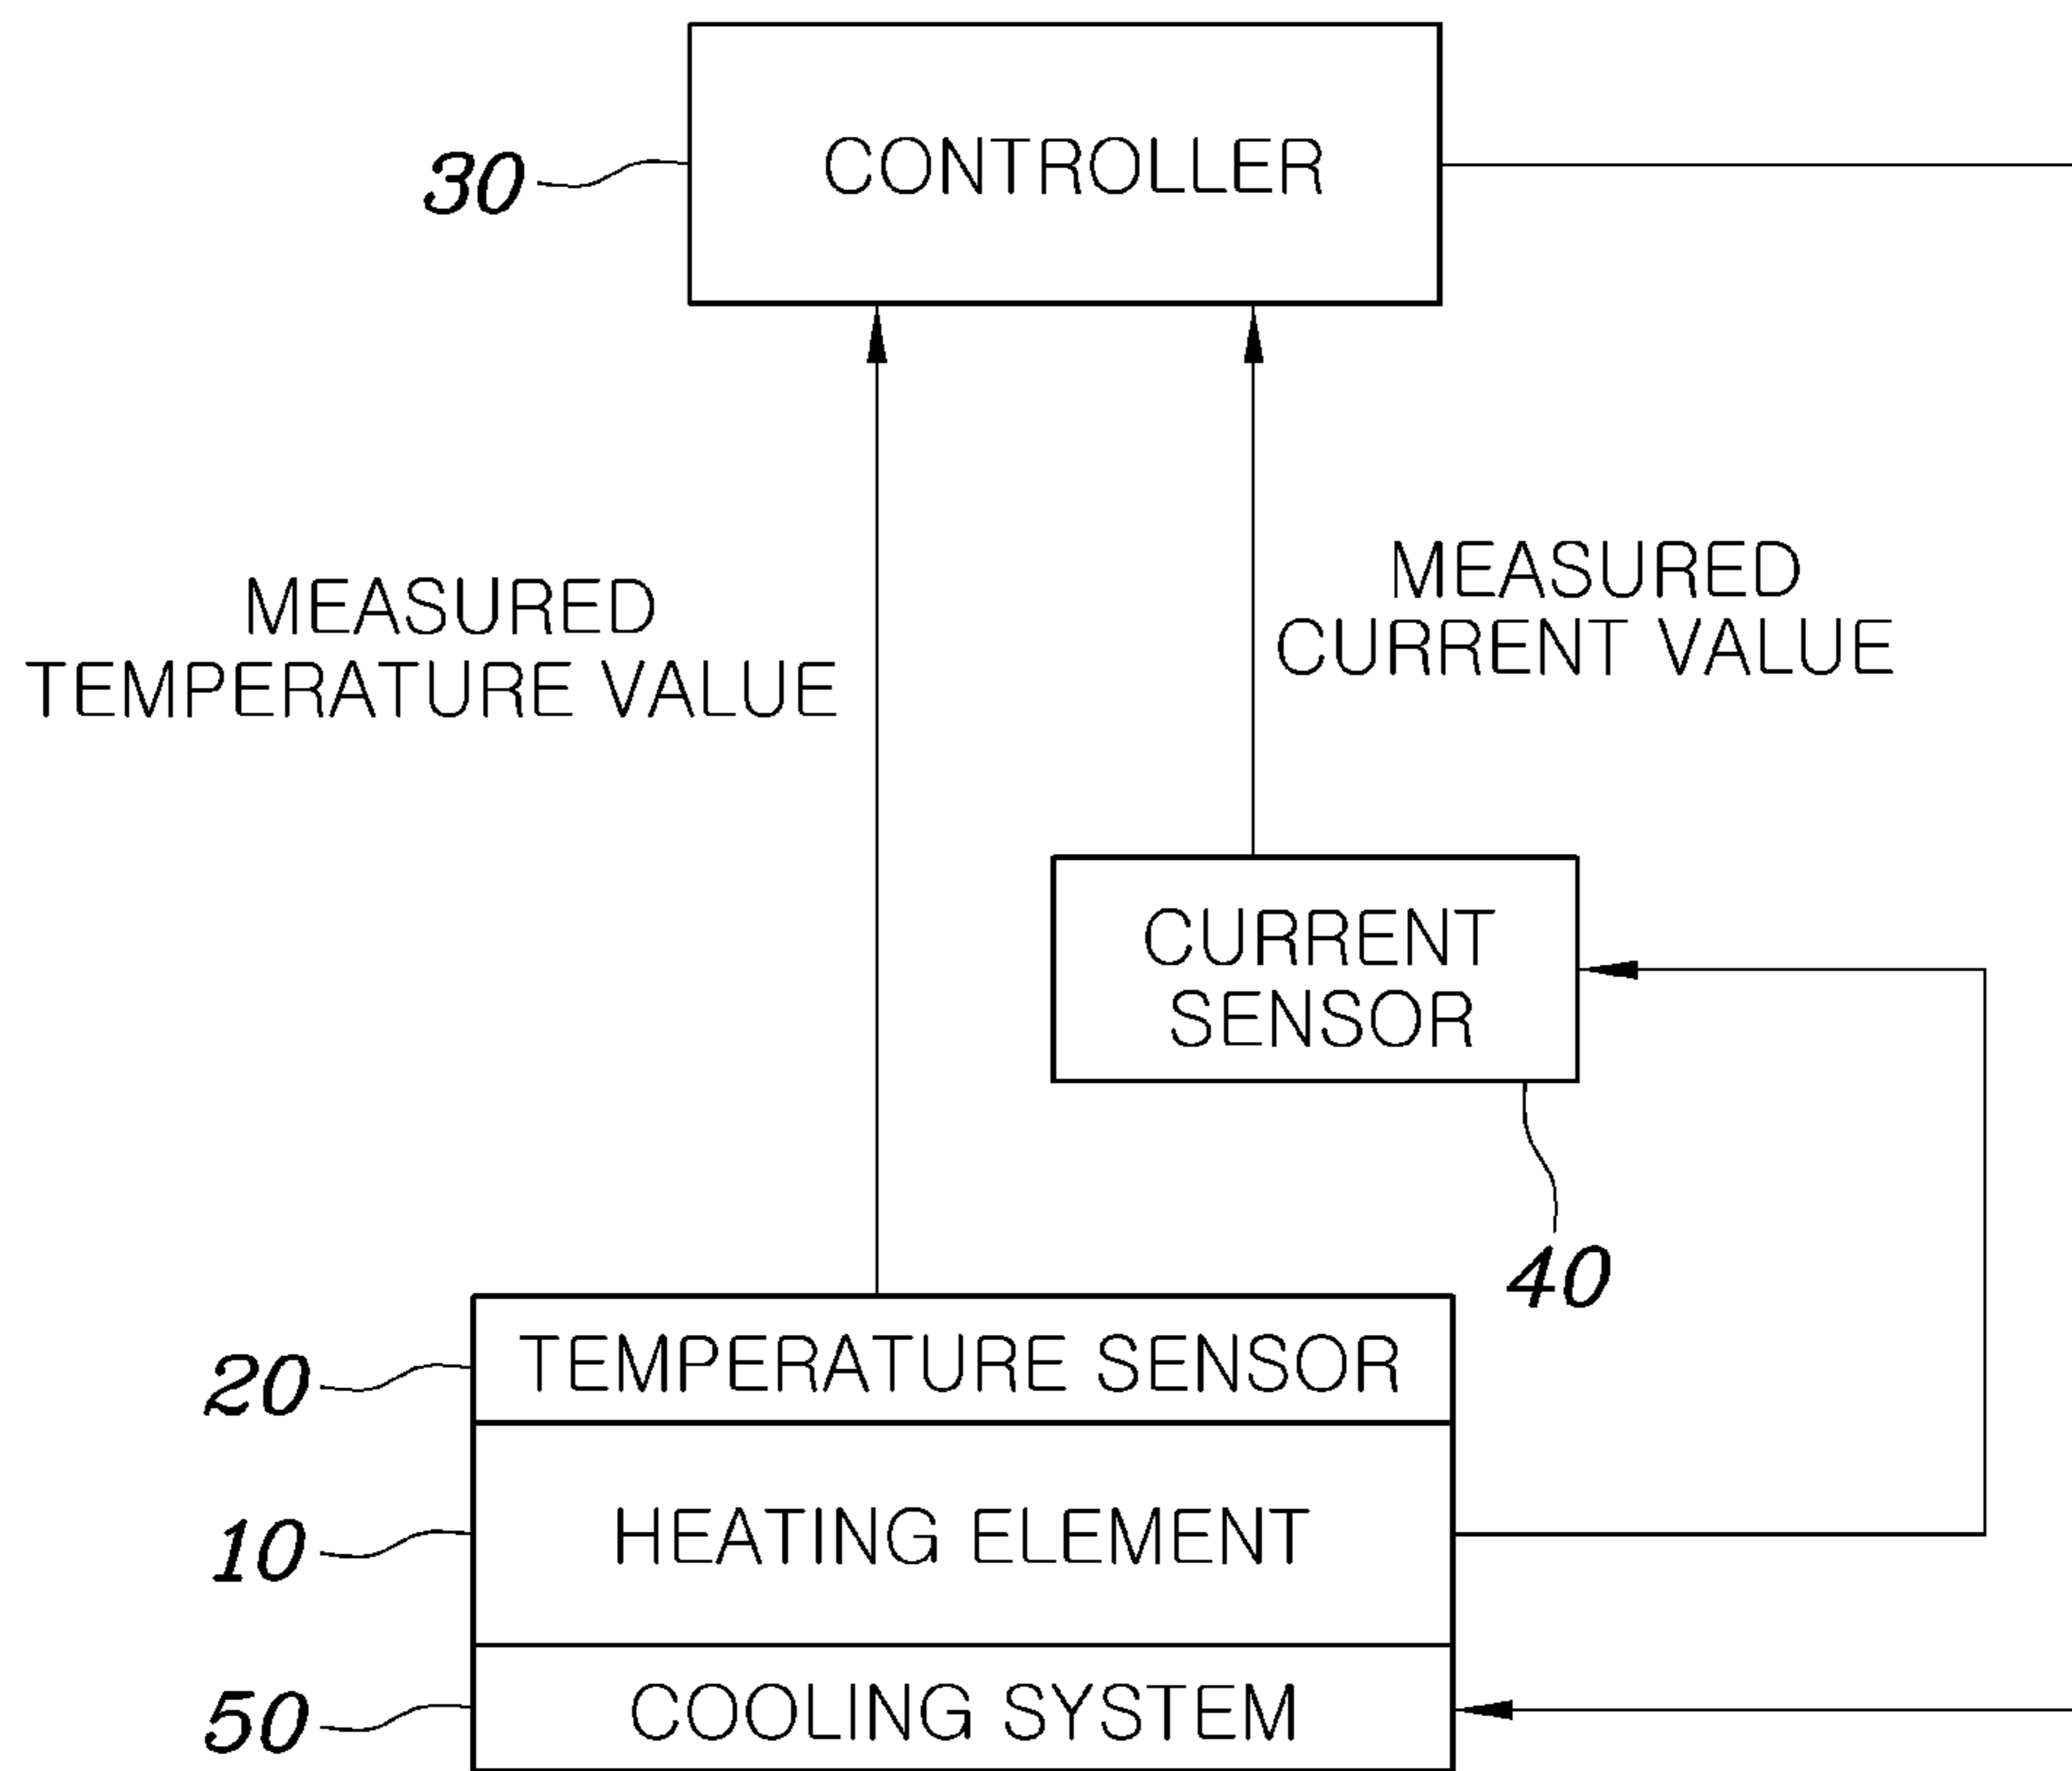 CONTROLLER
30
MEASURED
TEMPERATURE VALUE
MEASURED
CURRENT VALUE
CURRENT
SENSOR
40
TEMPERATURE SENSOR
20
HEATING ELEMENT
10
COOLING SYSTEM
50